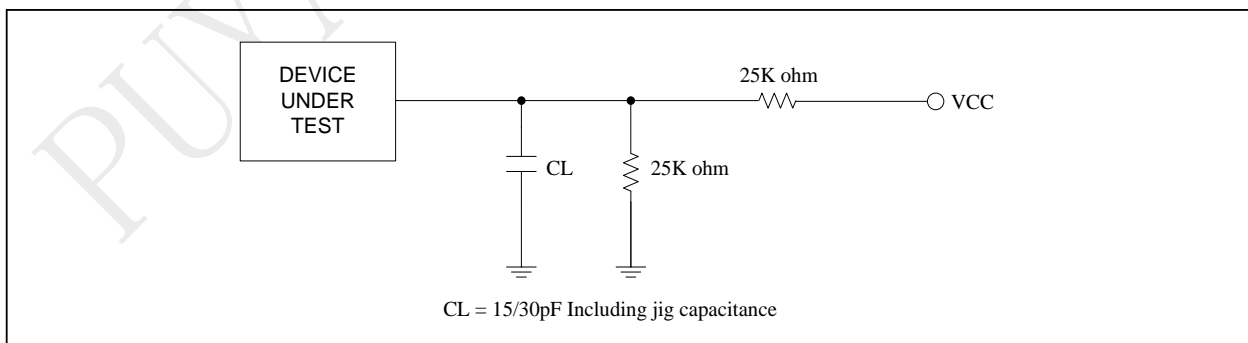 DEVICE
UNDER
TEST
25K ohm
VCC
CL
25K ohm
CL = 15/30pF Including jig capacitance